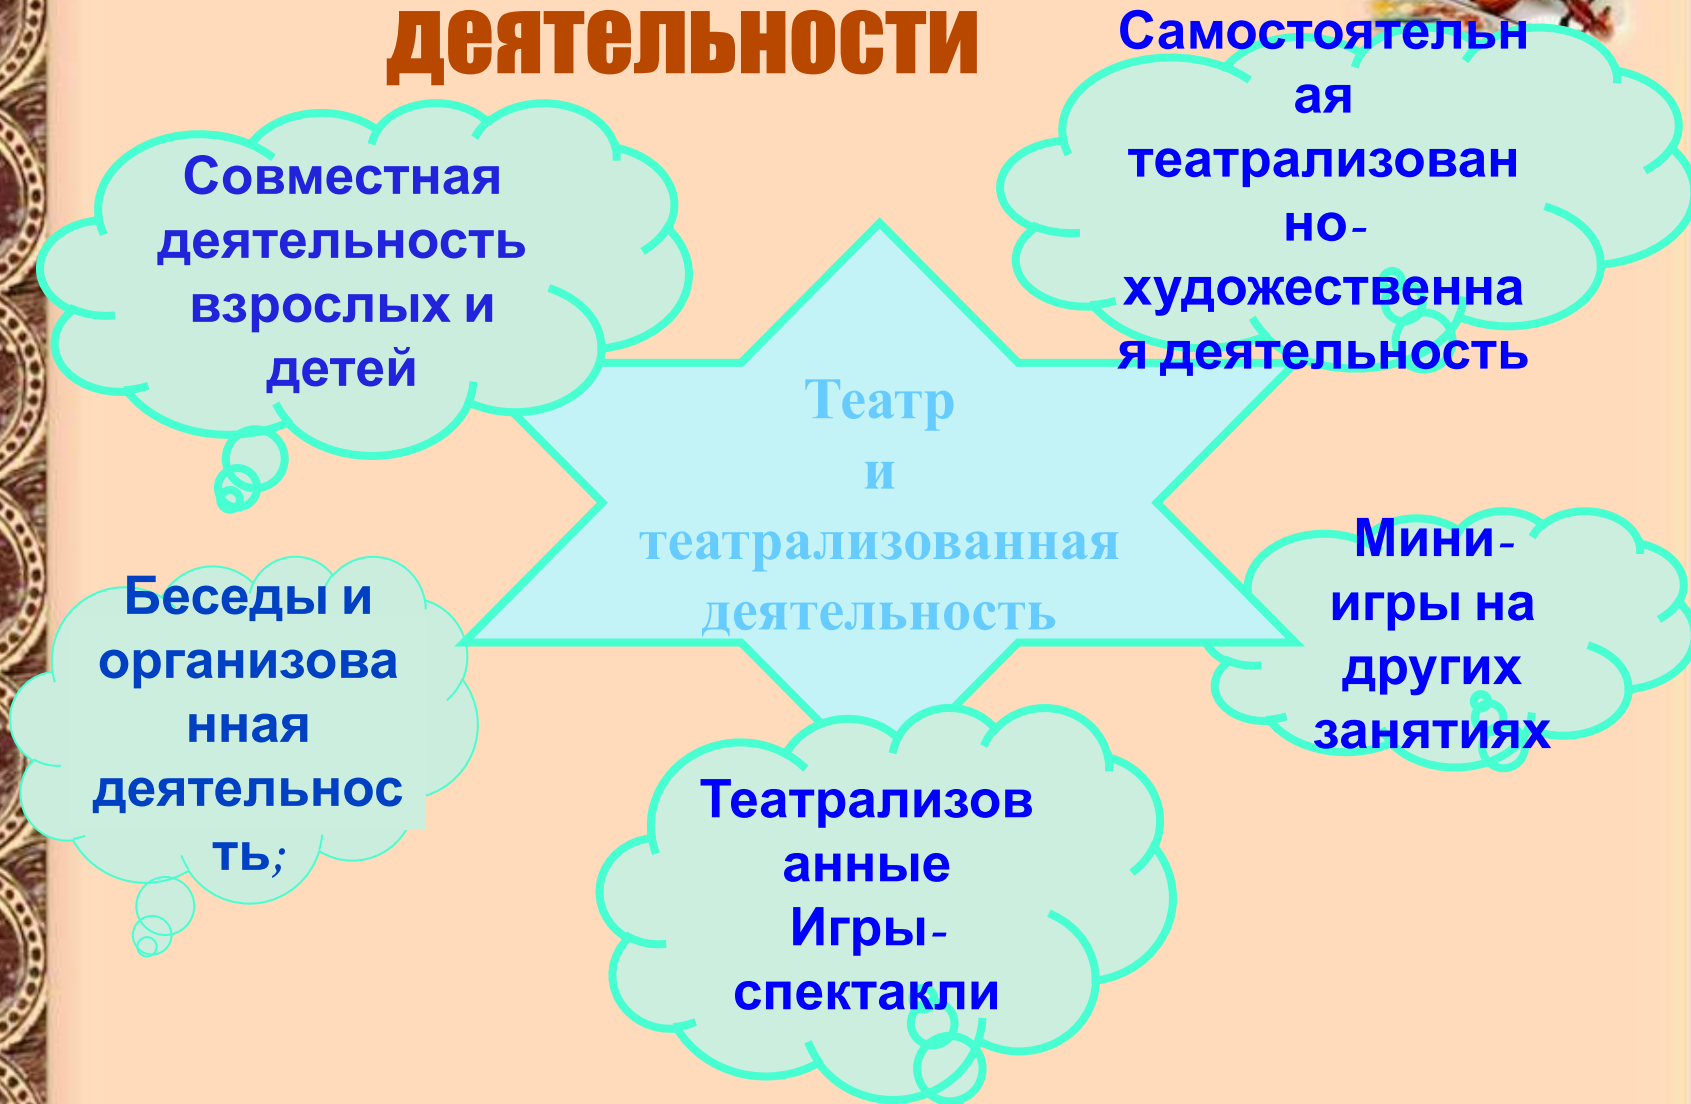 деятельности
Совместная
деятельность
взрослых и
детей
Самостоятельн
ая
театрализован
но-
художественна
я деятельность
Театр
и
театрализованная
деятельность
Беседы и
организова
нная
деятельнос
ть;
Мини-
игры на
других
занятиях
Театрализов
анные
Игры-
спектакли